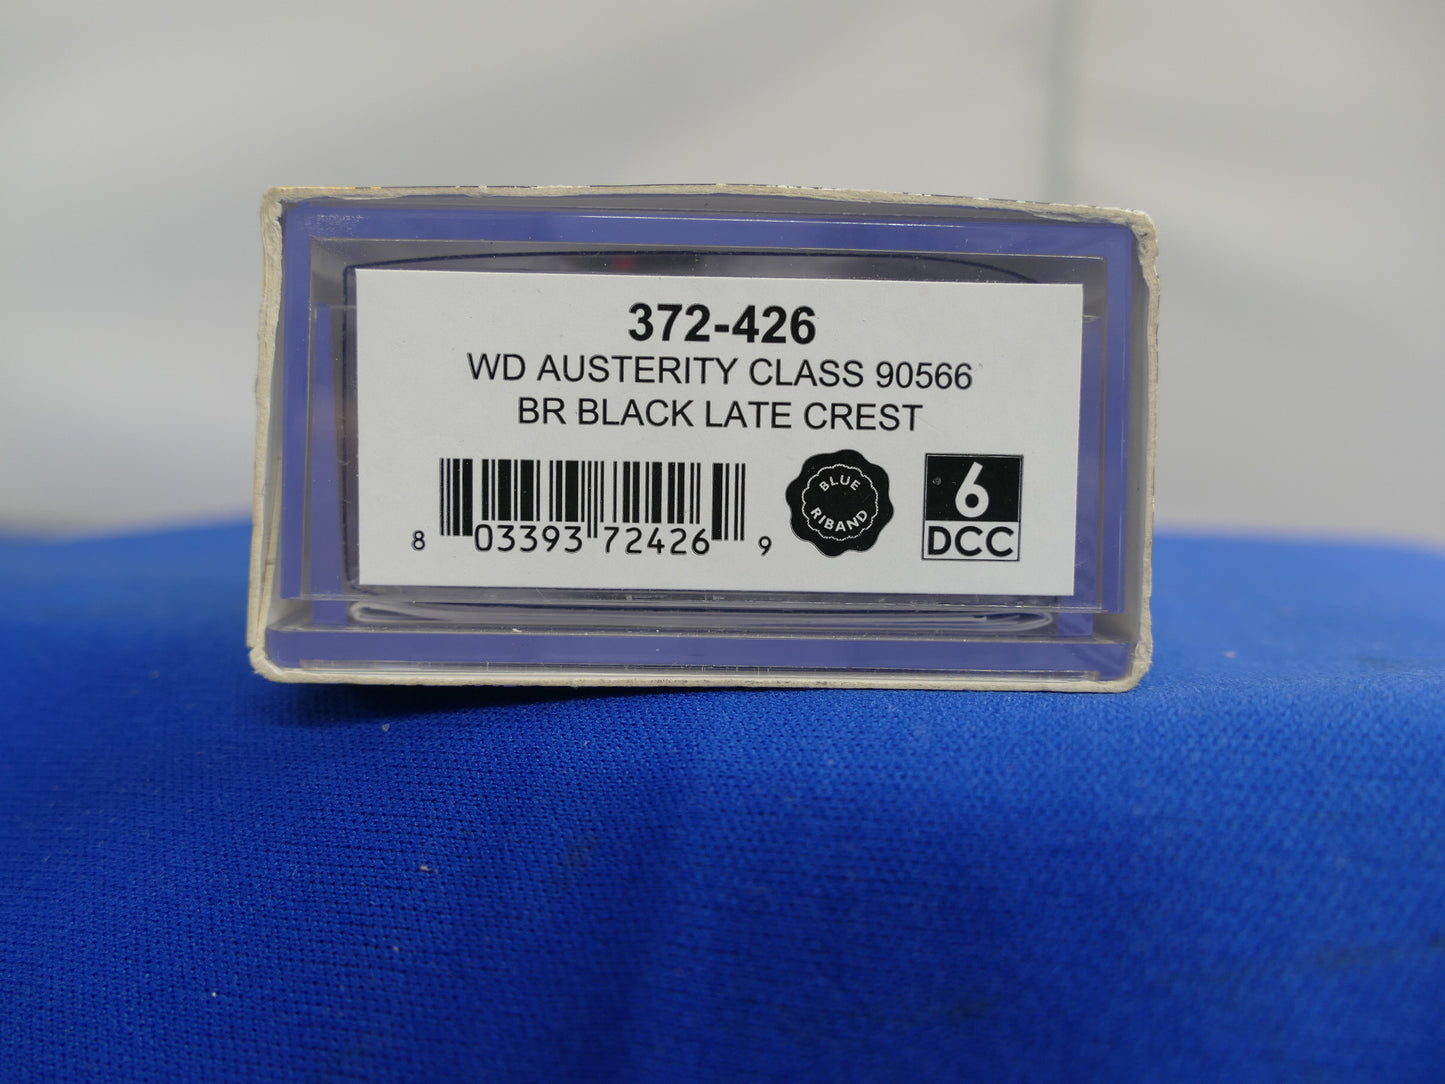 372-426
WD AUSTERITY CLASS 90566
BR BLACK LATE CREST
8 03393 72426 9
BLUE
RIBAND
6
DCC